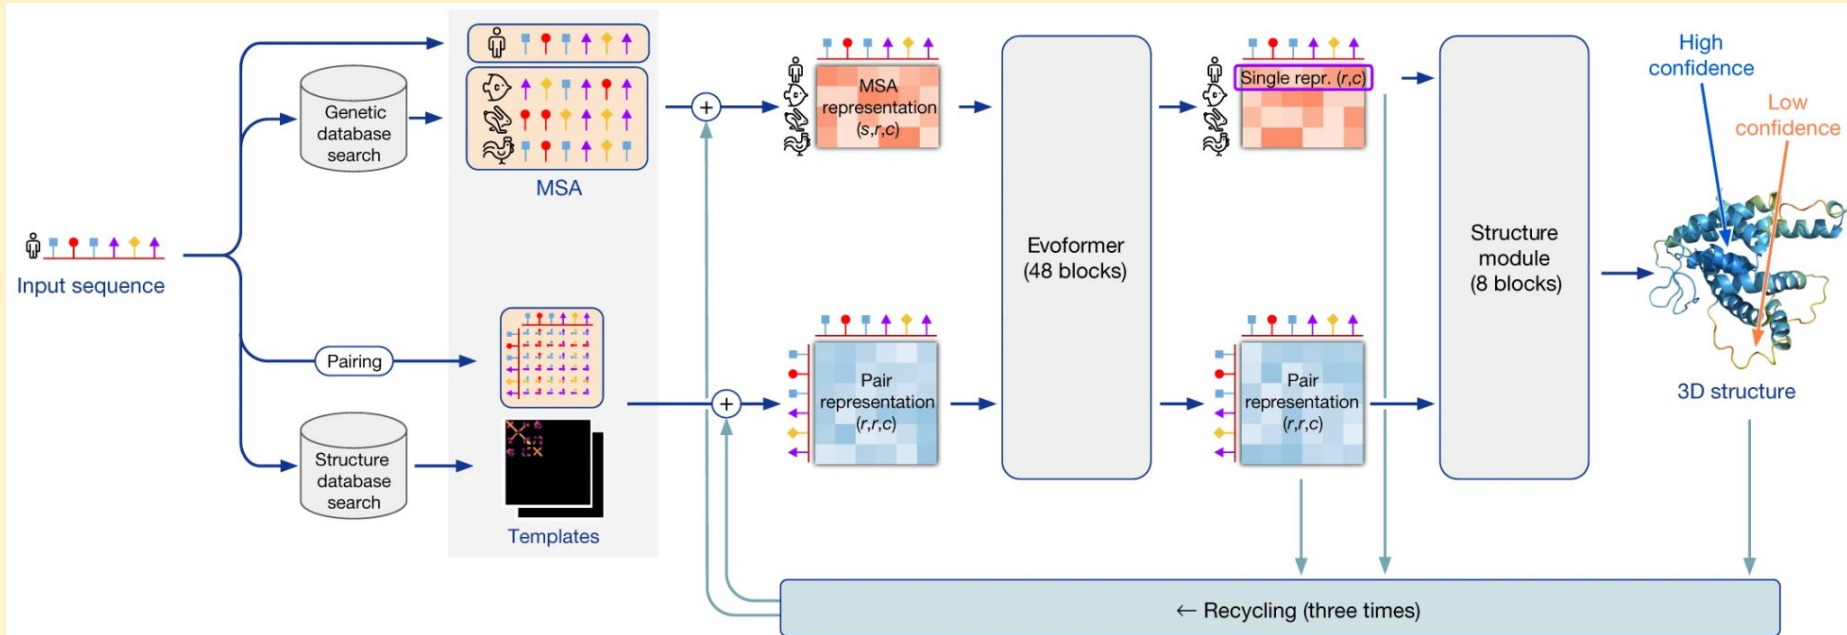 Input sequence
Genetic
database
search
MSA
Pairing
Structure
database
search
Templates
+
+
MSA
representation
(s,r,c)
Pair
representation
(r,r,c)
Evoformer
(48 blocks)
Single repr. (r,c)
Pair
representation
(r,r,c)
Structure
module
(8 blocks)
High
confidence
Low
confidence
3D structure
← Recycling (three times)